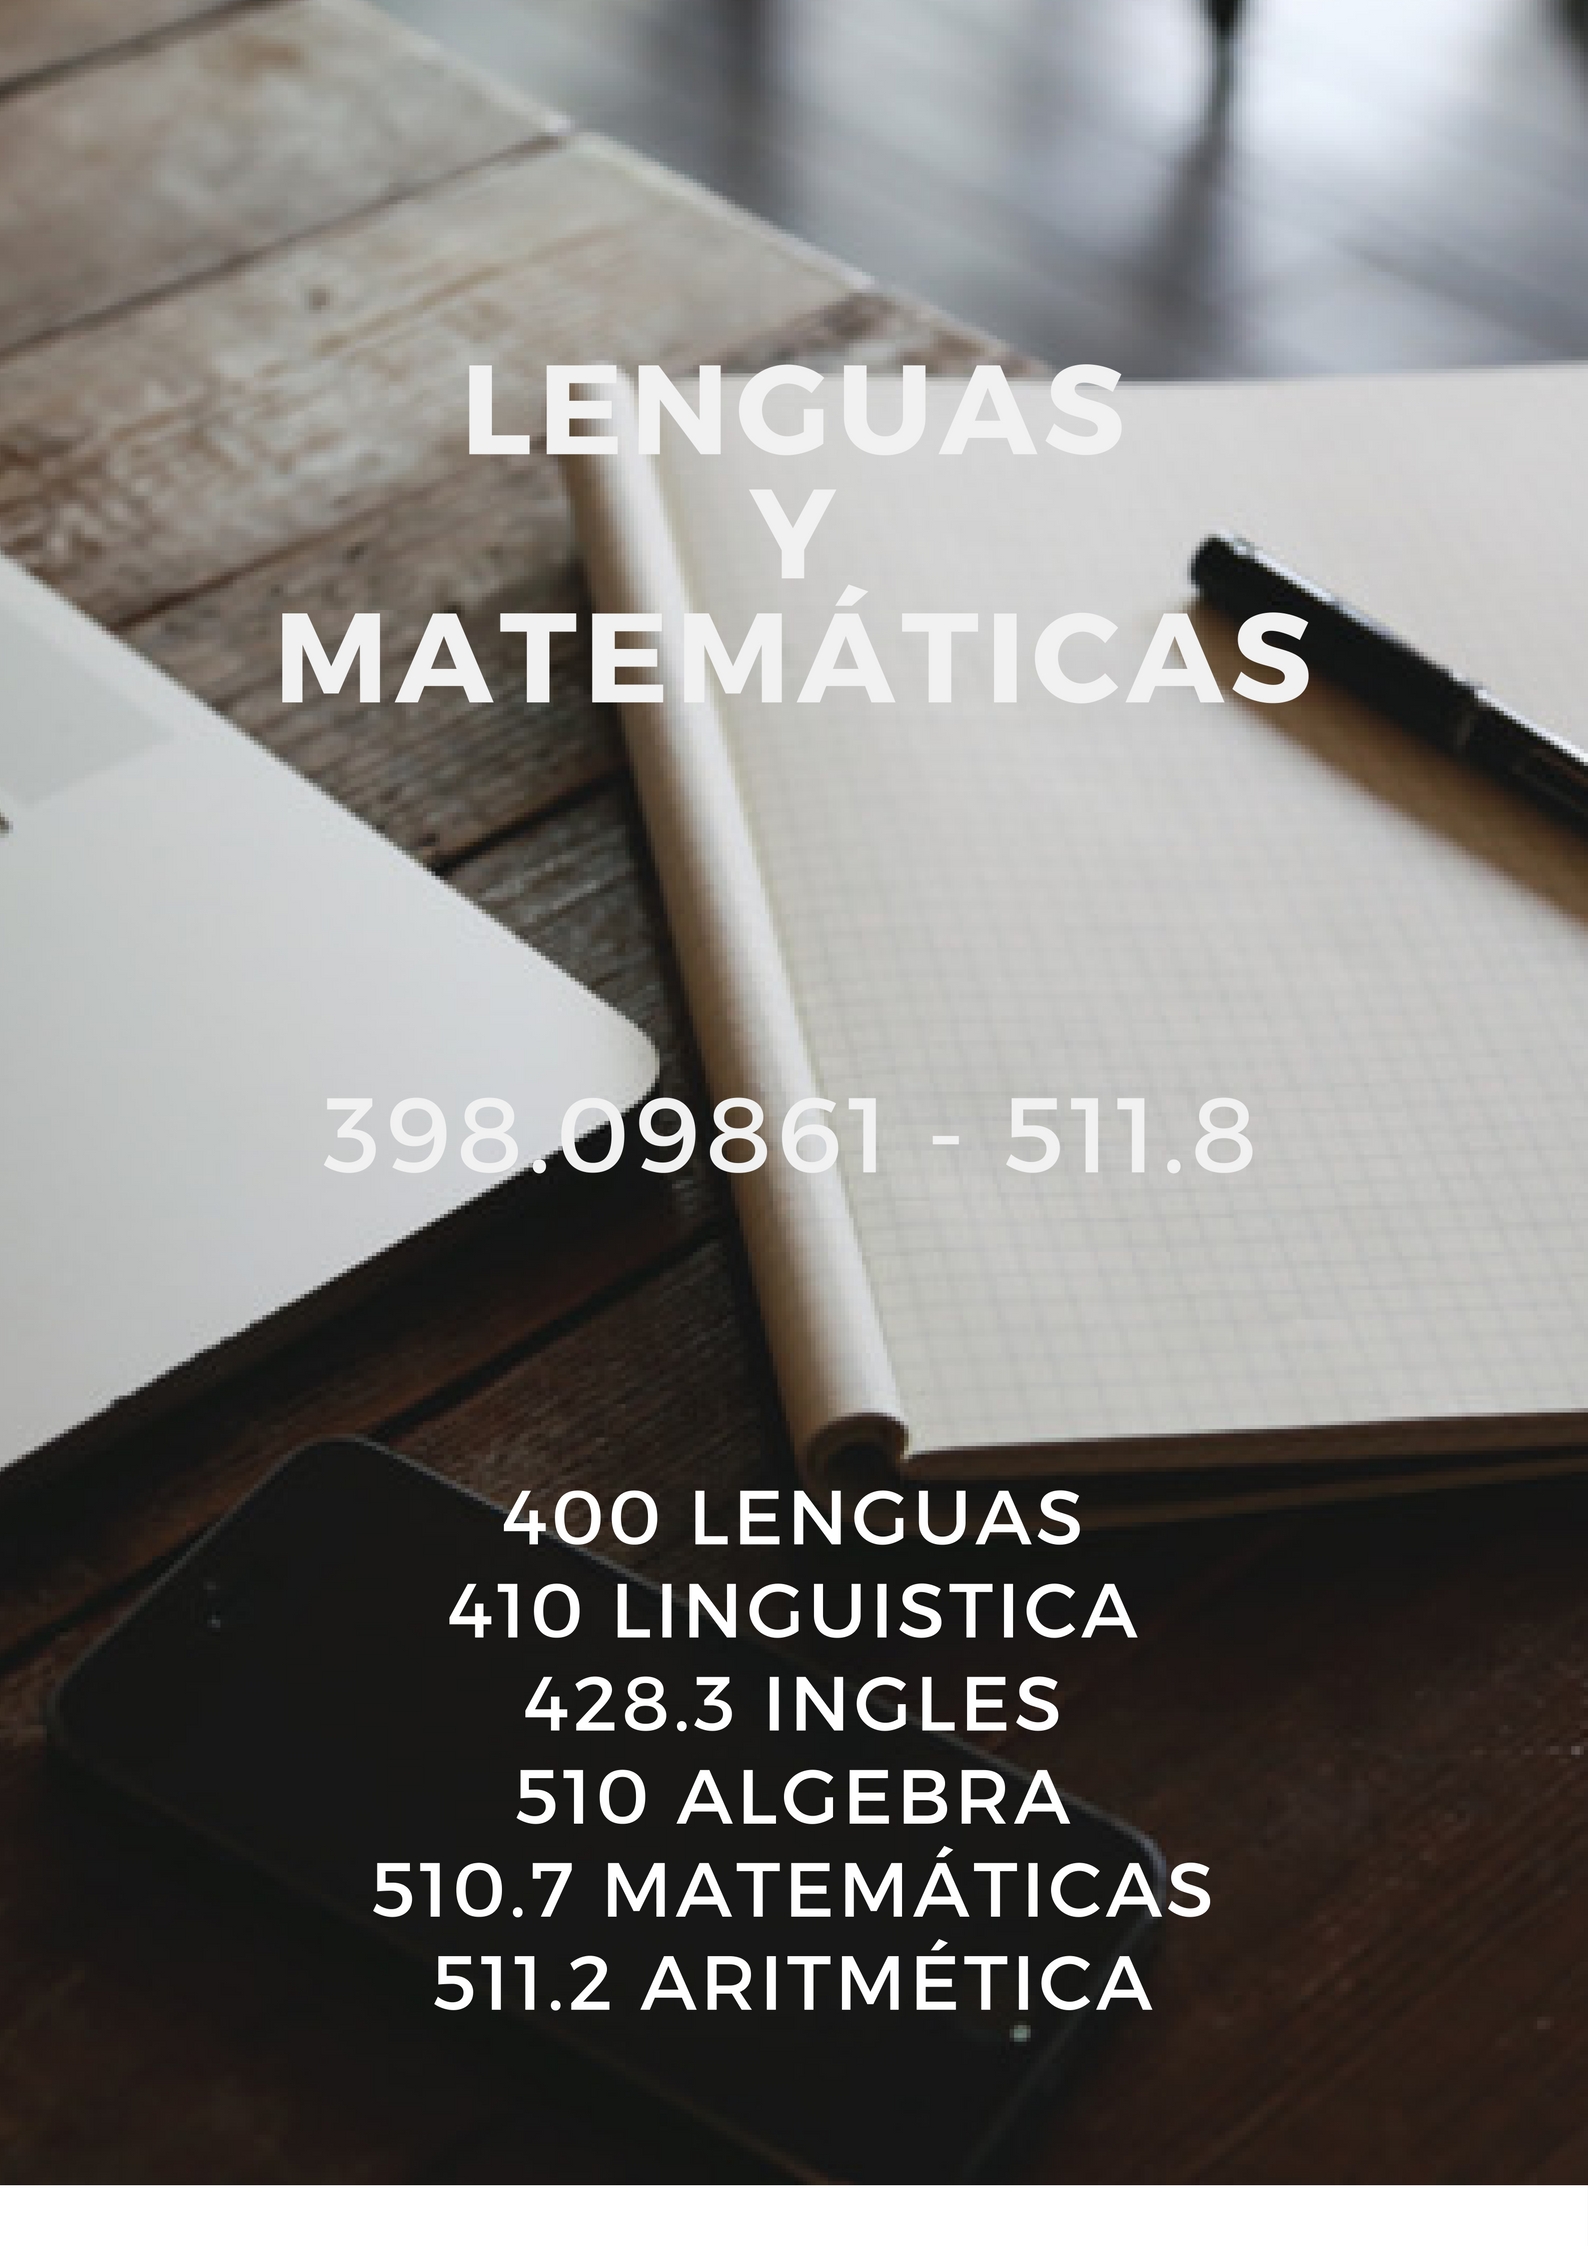 LENGUAS
Y
MATEMÁTICAS
398.09861 - 511.8
400 LENGUAS
410 LINGUISTICA
428.3 INGLES
510 ALGEBRA
510.7 MATEMÁTICAS
511.2 ARITMÉTICA